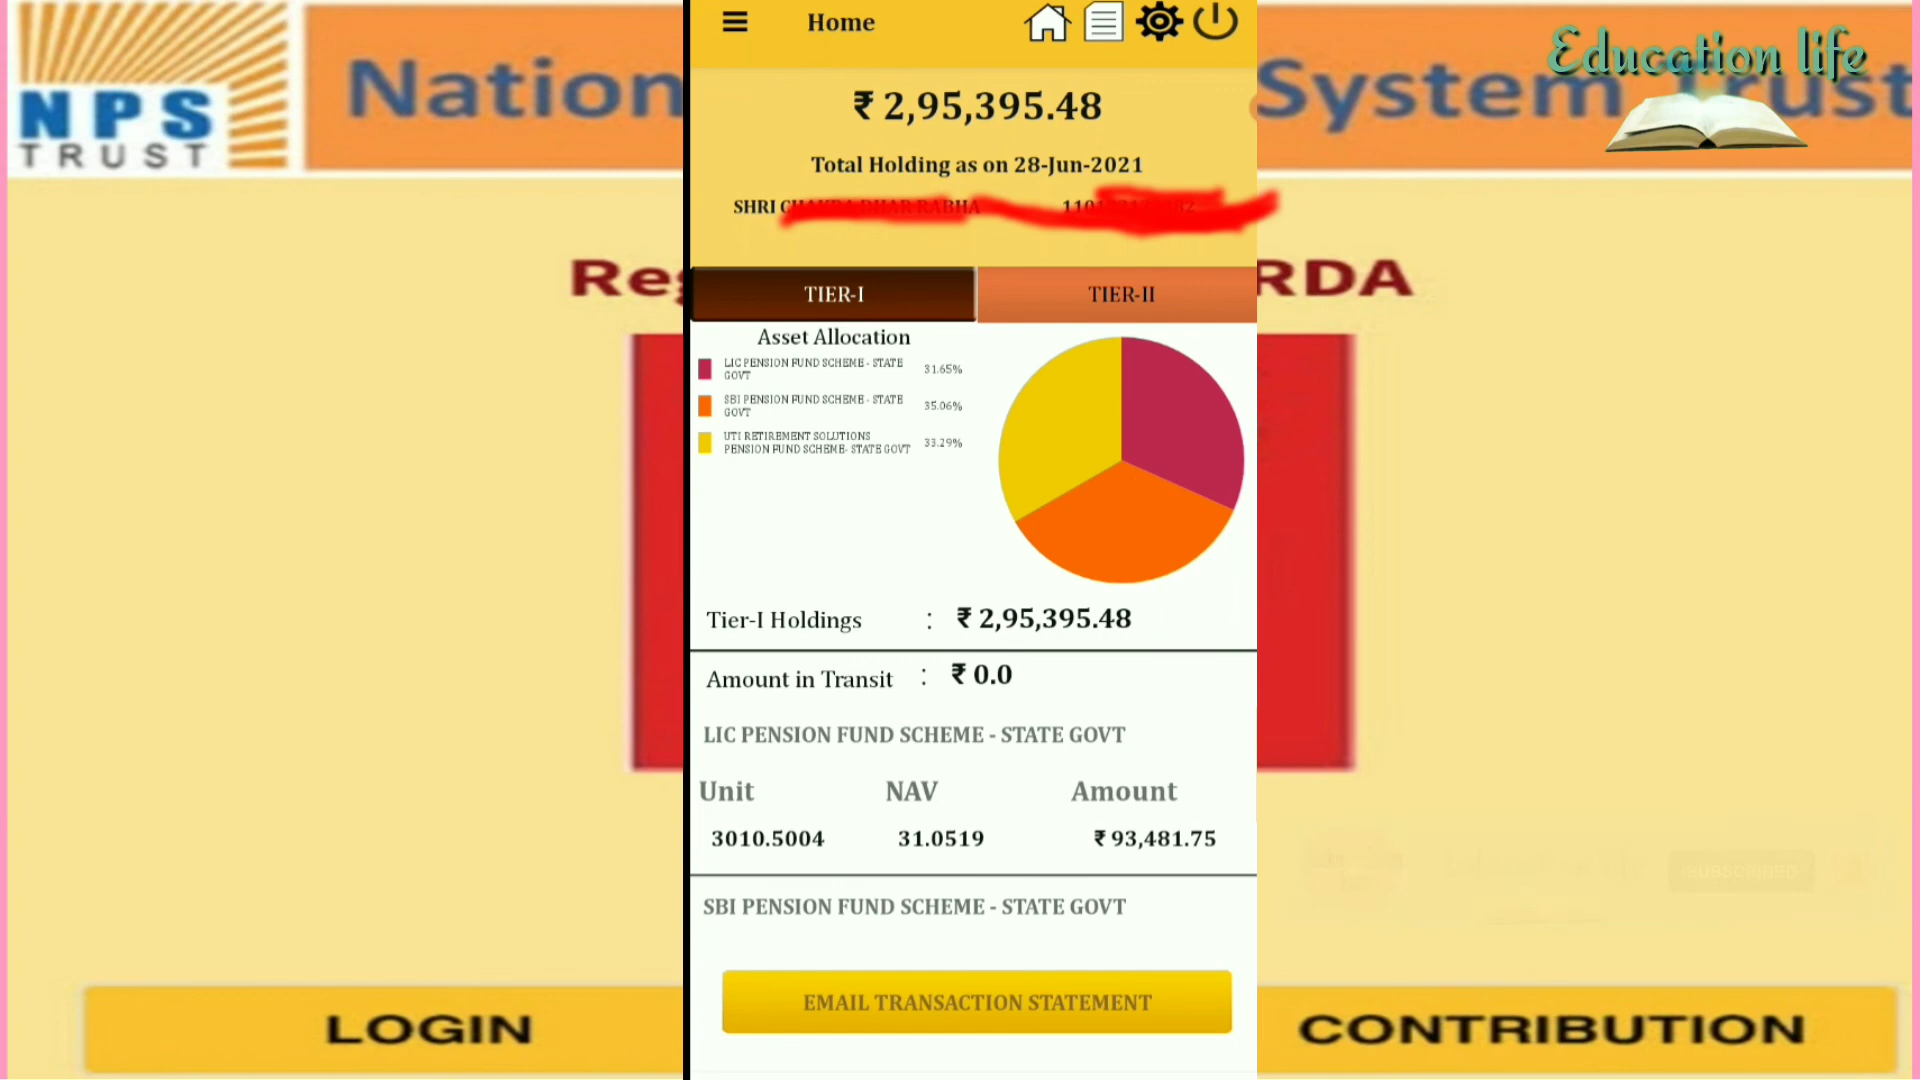 NPS
TRUST
Nation
System Trust
Education life
Home
₹ 2,95,395.48
Total Holding as on 28-Jun-2021
SHRI
Reg
RDA
TIER-I
TIER-II
Asset Allocation
LIC PENSION FUND SCHEME - STATE
GOVT
31.65%
SBI PENSION FUND SCHEME - STATE
GOVT
35.06%
UTI RETIREMENT SOLUTIONS
PENSION FUND SCHEME- STATE GOVT
33.29%
Tier-I Holdings : ₹ 2,95,395.48
Amount in Transit : ₹ 0.0
LIC PENSION FUND SCHEME - STATE GOVT
Unit NAV Amount
3010.5004 31.0519 ₹ 93,481.75
SBI PENSION FUND SCHEME - STATE GOVT
SUBSCRIBED
EMAIL TRANSACTION STATEMENT
LOGIN
CONTRIBUTION